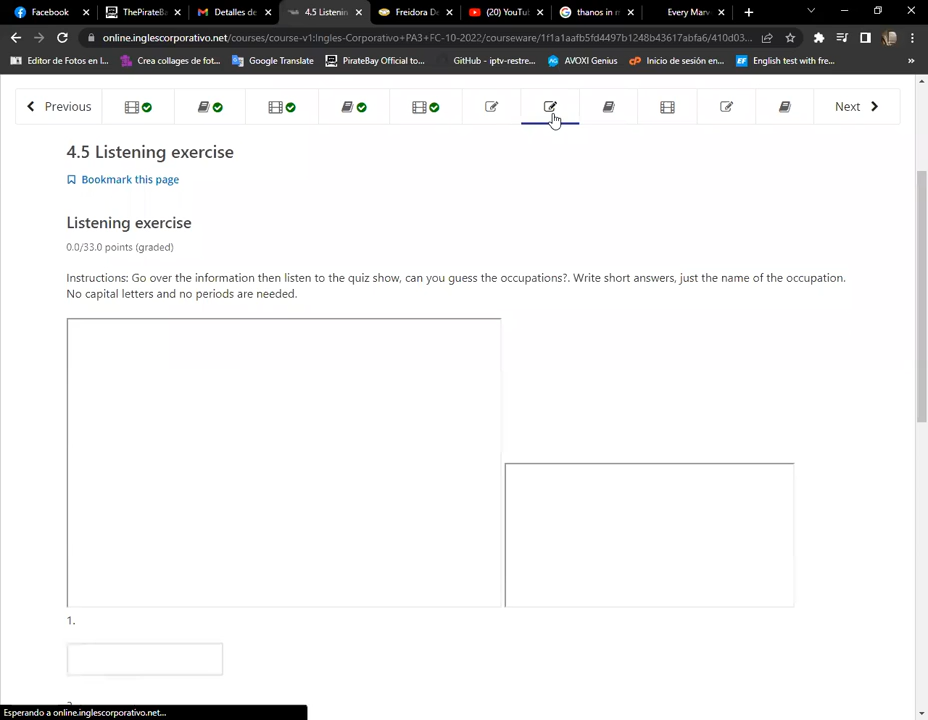 Facebook
ThePirateB
Detalles de
4.5 Listenin
Freidora De
(20) YouTu
thanos in m
Every Marv
online.inglescorporativo.net/courses/course-v1:Ingles-Corporativo+PA3+FC-10-2022/courseware/1f1a1aafb5fd4497b1248b43617abfa6/410d03...
Editor de Fotos en l...
Crea collages de fot...
Google Translate
PirateBay Official to...
GitHub - iptv-restre...
AVOXI Genius
Inicio de sesión en...
English test with fre...
»
Previous
Next
4.5 Listening exercise
Bookmark this page
Listening exercise
0.0/33.0 points (graded)
Instructions: Go over the information then listen to the quiz show, can you guess the occupations?. Write short answers, just the name of the occupation.
No capital letters and no periods are needed.
1.
Esperando a online.inglescorporativo.net...